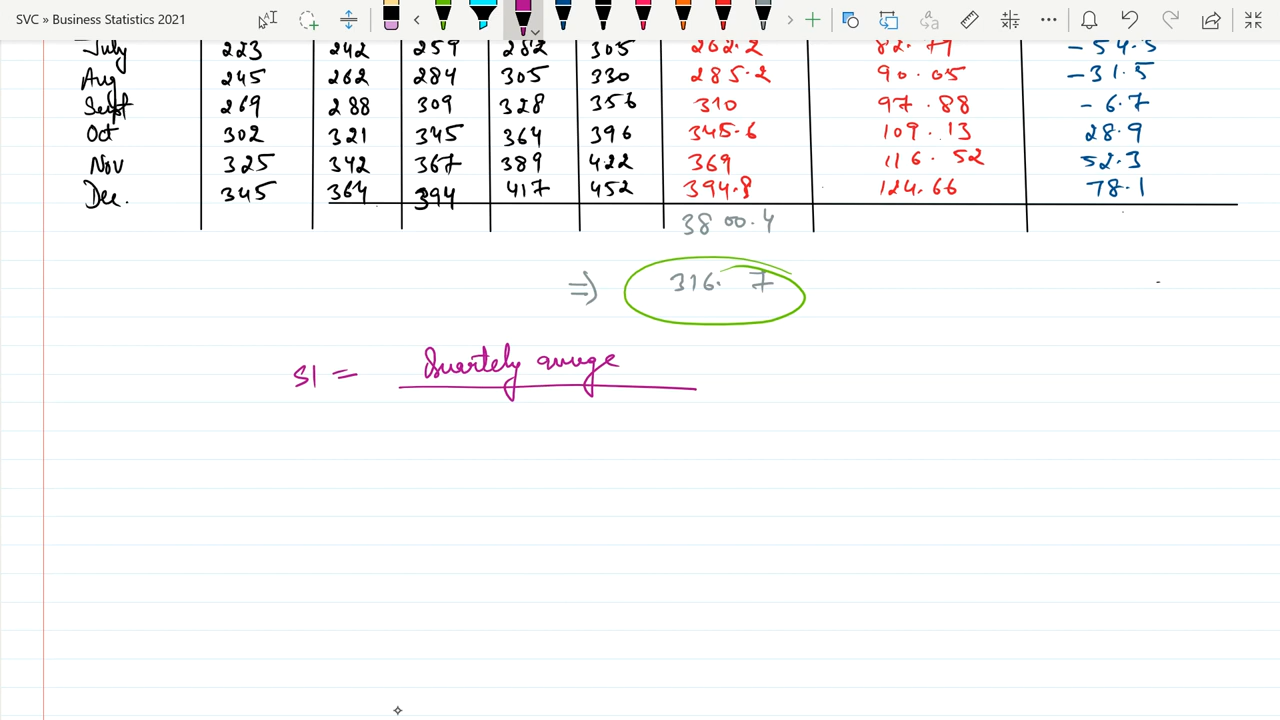 SVC » Business Statistics 2021
July 223 242 259 282 305 262.2 82.79 -54.5
Aug 245 262 284 305 330 285.2 90.05 -31.5
Sept 269 288 309 328 356 310 97.88 -6.7
Oct 302 321 345 364 396 345.6 109.13 28.9
Nov 325 342 367 389 422 369 116.52 52.3
Dec. 345 364 394 417 452 394.8 124.66 78.1
3800.4
⇒ 316.7
SI = Quartely